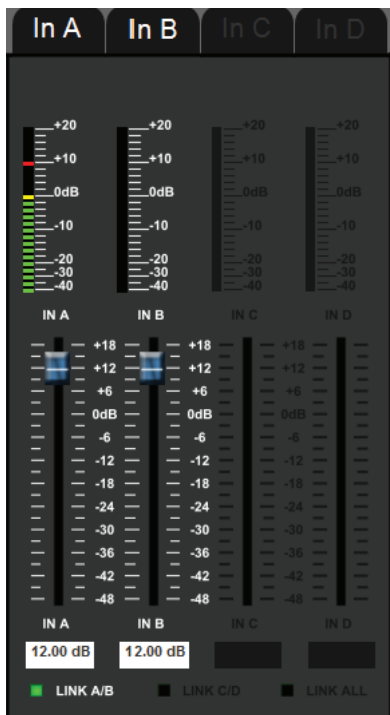 In A In B In C In D
+20 +20 +20 +20
+10 +10 +10 +10
0dB 0dB 0dB 0dB
-10 -10 -10 -10
-20 -20 -20 -20
-30 -30 -30 -30
-40 -40 -40 -40
IN A IN B IN C IN D
+18 +18 +18
+12 +12 +12
+6 +6 +6
0dB 0dB 0dB
-6 -6 -6
-12 -12 -12
-18 -18 -18
-24 -24 -24
-30 -30 -30
-36 -36 -36
-42 -42 -42
-48 -48 -48
IN A IN B IN C IN D
12.00 dB 12.00 dB
LINK A/B LINK C/D LINK ALL